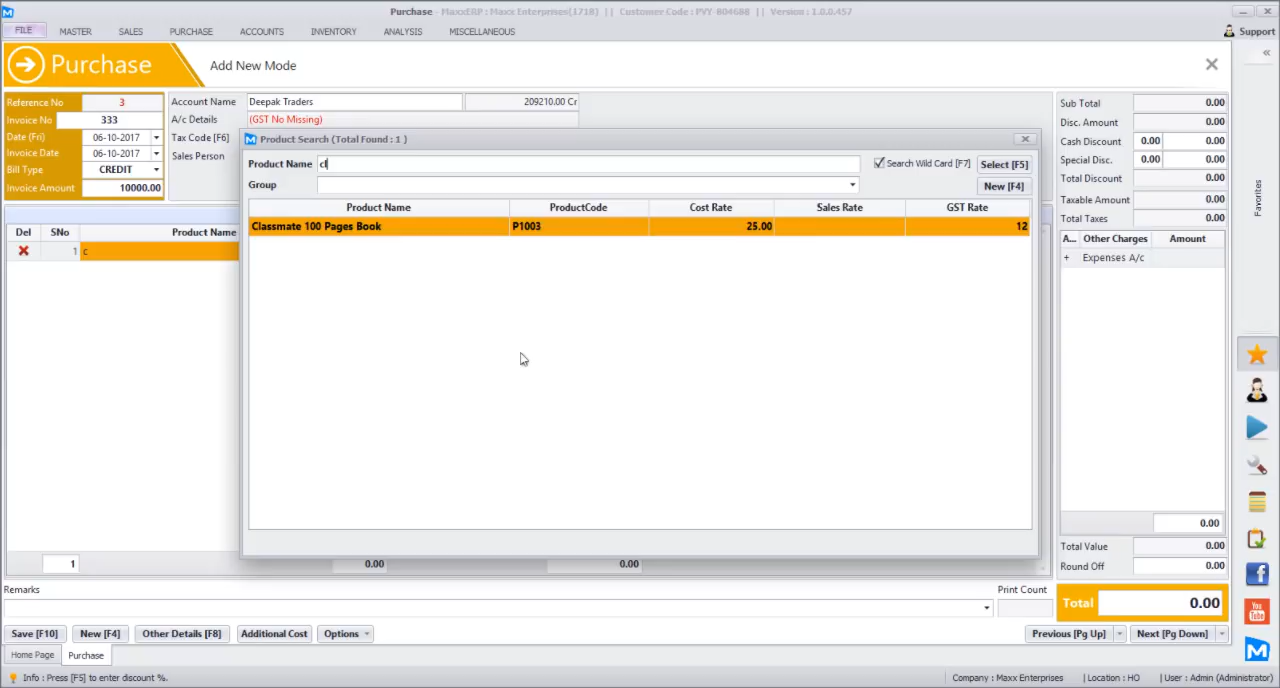 Purchase - MaxxERP : Maxx Enterprises(1718) || Customer Code : PVY-B04688 || Version : 1.0.0.457
FILE MASTER SALES PURCHASE ACCOUNTS INVENTORY ANALYSIS MISCELLANEOUS Support
Purchase Add New Mode
Reference No 3 Account Name Deepak Traders 209210.00 Cr Sub Total 0.00
Invoice No 333 A/c Details (GST No Missing) Disc. Amount 0.00
Date (Fri) 06-10-2017 Tax Code [F6] Product Search (Total Found : 1 ) Cash Discount 0.00 0.00
Invoice Date 06-10-2017 Sales Person Special Disc. 0.00 0.00
Bill Type CREDIT Product Name cl Search Wild Card [F7] Select [F5] Total Discount 0.00
Invoice Amount 10000.00 Group New [F4] Taxable Amount 0.00
Total Taxes 0.00
Favorites
Product Name ProductCode Cost Rate Sales Rate GST Rate
Del SNo Product Name Classmate 100 Pages Book P1003 25.00 12 A... Other Charges Amount
1 c + Expenses A/c
0.00
Total Value 0.00
1 0.00 0.00 Round Off 0.00
Remarks Print Count
Total 0.00
Save [F10] New [F4] Other Details [F8] Additional Cost Options Previous [Pg Up] Next [Pg Down]
Home Page Purchase
You
Tube
Info : Press [F5] to enter discount %. Company : Maxx Enterprises | Location : HO | User : Admin (Administrator)